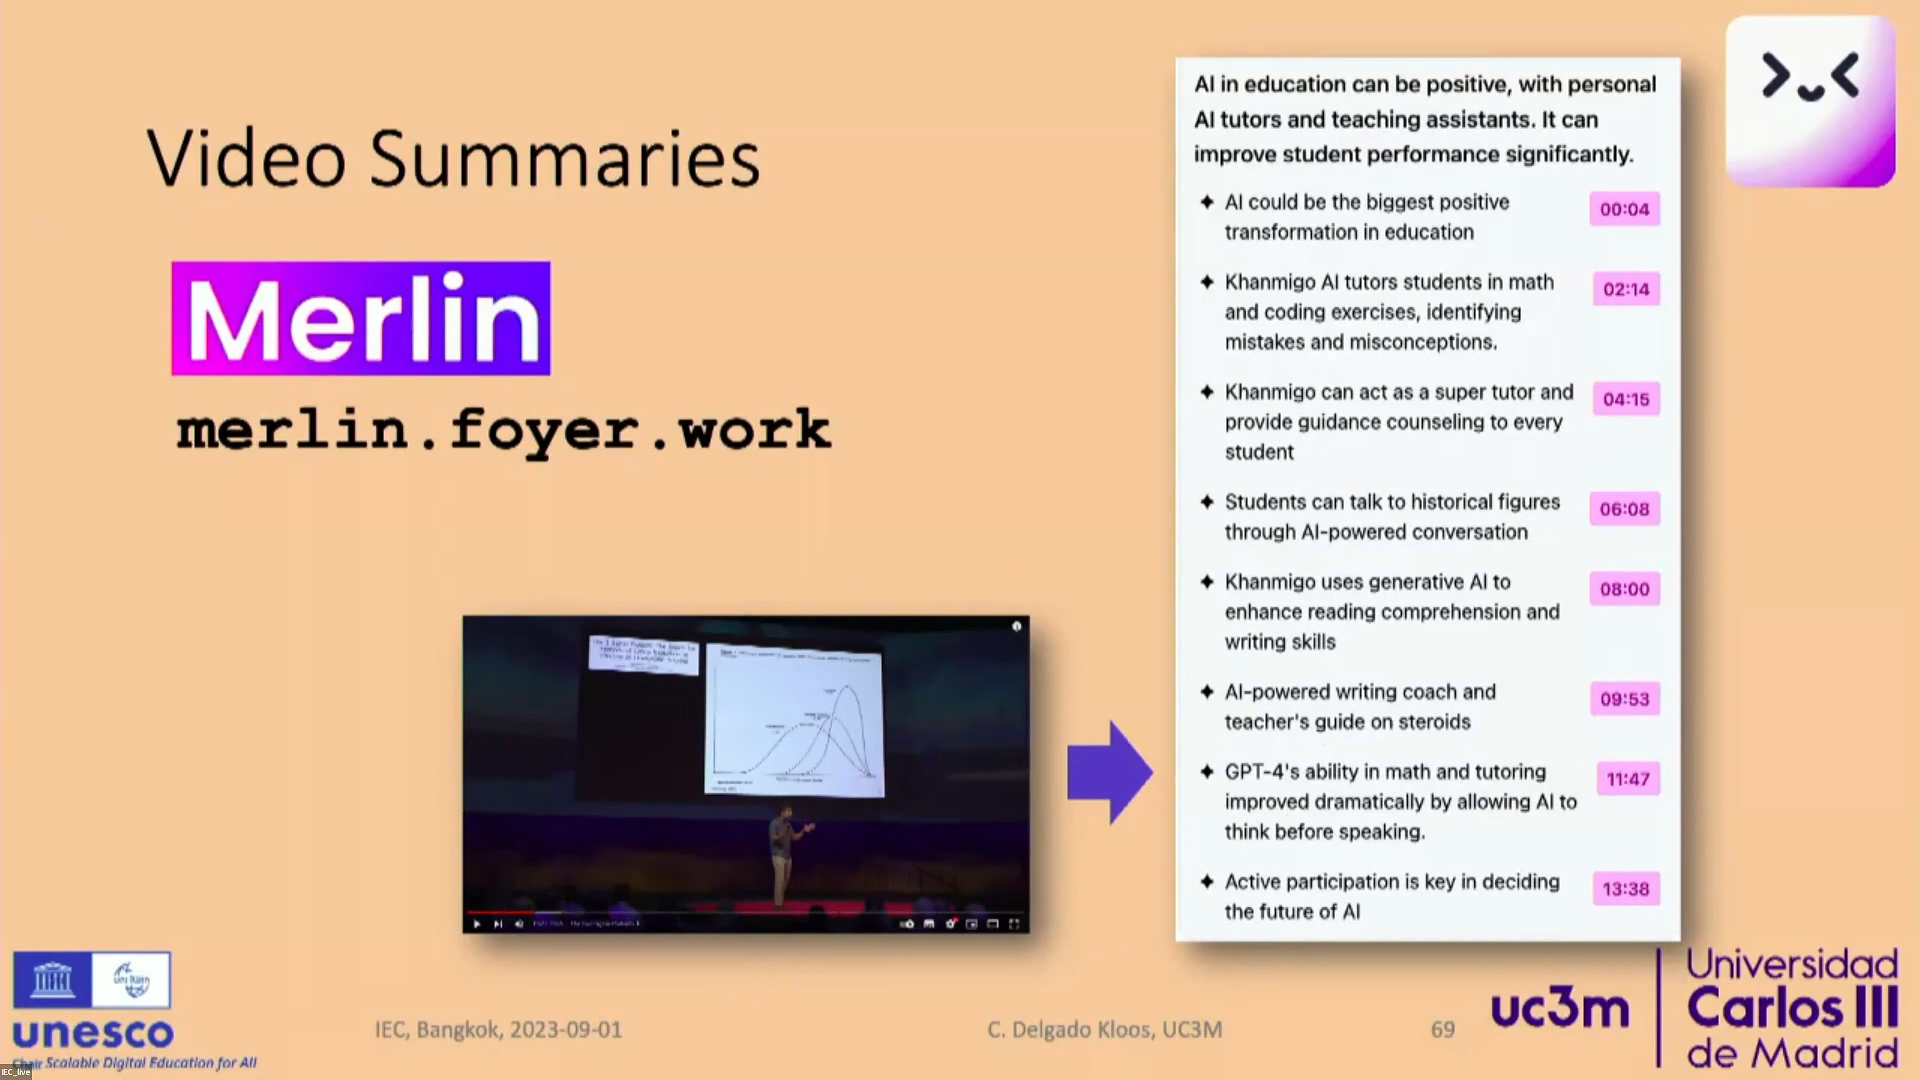 Video Summaries
Merlin
merlin.foyer.work
AI in education can be positive, with personal
AI tutors and teaching assistants. It can
improve student performance significantly.
✦ AI could be the biggest positive 00:04
transformation in education
✦ Khanmigo AI tutors students in math 02:14
and coding exercises, identifying
mistakes and misconceptions.
✦ Khanmigo can act as a super tutor and 04:15
provide guidance counseling to every
student
✦ Students can talk to historical figures 06:08
through AI-powered conversation
✦ Khanmigo uses generative AI to 08:00
enhance reading comprehension and
writing skills
✦ AI-powered writing coach and 09:53
teacher's guide on steroids
✦ GPT-4's ability in math and tutoring 11:47
improved dramatically by allowing AI to
think before speaking.
✦ Active participation is key in deciding 13:38
the future of AI
unesco
Chair Scalable Digital Education for All
IEC_live
IEC, Bangkok, 2023-09-01
C. Delgado Kloos, UC3M
69
uc3m
Universidad
Carlos III
de Madrid